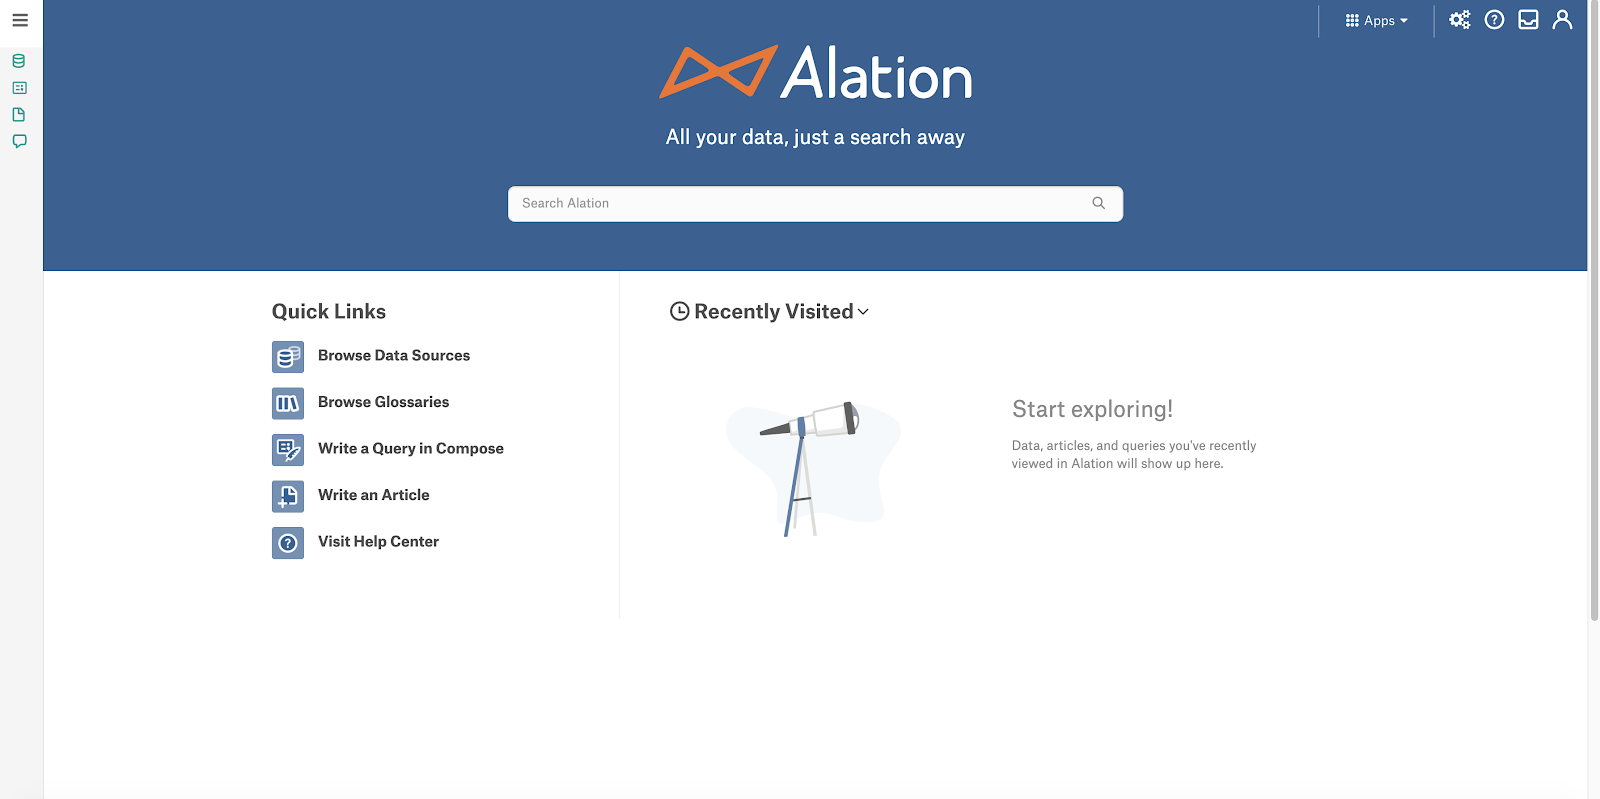 Apps
Alation
All your data, just a search away
Search Alation
Quick Links
Browse Data Sources
Browse Glossaries
Write a Query in Compose
Write an Article
Visit Help Center
Recently Visited
Start exploring!
Data, articles, and queries you've recently
viewed in Alation will show up here.